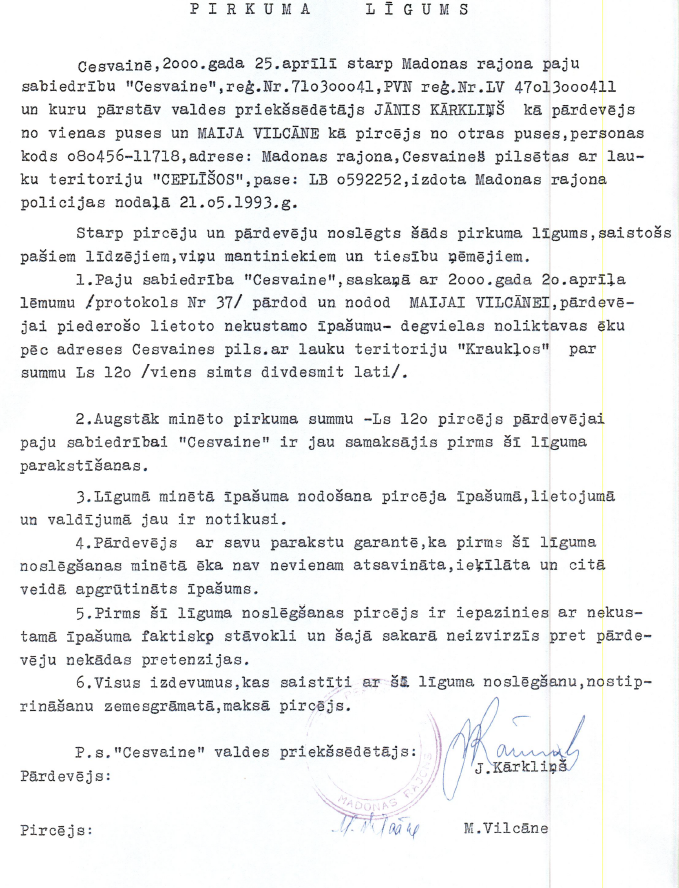 PIRKUMA LĪGUMS
Cesvainē,2ooo.gada 25.aprīlī starp Madonas rajona paju
sabiedrību "Cesvaine",reģ.Nr.71o3ooo41,PVN reģ.Nr.LV 47o13ooo411
un kuru pārstāv valdes priekšsēdētājs JĀNIS KĀRKLIŅŠ kā pārdevējs
no vienas puses un MAIJA VILCĀNE kā pircējs no otras puses,personas
kods o8o456-11718,adrese: Madonas rajona,Cesvaines pilsētas ar lau-
ku teritoriju "CEPLĪŠOS",pase: LB o592252,izdota Madonas rajona
policijas nodaļā 21.o5.1993.g.
Starp pircēju un pārdevēju noslēgts šāds pirkuma līgums,saistošs
pašiem līdzējiem,viņu mantiniekiem un tiesību ņēmējiem.
1.Paju sabiedrība "Cesvaine",saskaņā ar 2ooo.gada 2o.aprīļa
lēmumu /protokols Nr 37/ pārdod un nodod MAIJAI VILCĀNEI,pārdevē-
jai piederošo lietoto nekustamo īpašumu- degvielas noliktavas ēku
pēc adreses Cesvaines pils.ar lauku teritoriju "Kraukļos" par
summu Ls 12o /viens simts divdesmit lati/.
2.Augstāk minēto pirkuma summu -Ls 12o pircējs pārdevējai
paju sabiedrībai "Cesvaine" ir jau samaksājis pirms šī līguma
parakstīšanas.
3.Līgumā minētā īpašuma nodošana pircēja īpašumā,lietojumā
un valdījumā jau ir notikusi.
4.Pārdevējs ar savu parakstu garantē,ka pirms šī līguma
noslēgšanas minētā ēka nav nevienam atsavināta,ieķīlāta un citā
veidā apgrūtināts īpašums.
5.Pirms šī līguma noslēgšanas pircējs ir iepazinies ar nekus-
tamā īpašuma faktisko stāvokli un šajā sakarā neizvirzīs pret pārde-
vēju nekādas pretenzijas.
6.Visus izdevumus,kas saistīti ar šā līguma noslēgšanu,nostip-
rināšanu zemesgrāmatā,maksā pircējs.
P.s."Cesvaine" valdes priekšsēdētājs:
J.Kārkliņš
Pārdevējs:
MADONAS RAJONS
Pircējs: M.Vilcāne